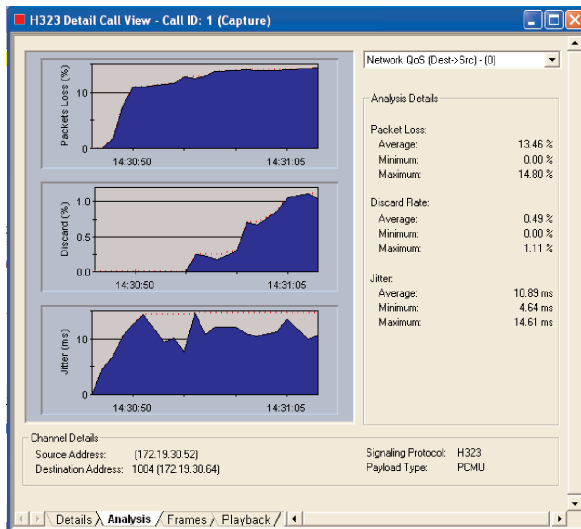 H323 Detail Call View - Call ID: 1 (Capture)
Network QoS (Dest->Src) - (0)
Packets Loss (%)
10
0
14:30:50
14:31:05
Discard (%)
1.0
0.5
0.0
14:30:50
14:31:05
Jitter (ms)
10
0
14:30:50
14:31:05
Analysis Details
Packet Loss:
Average: 13.46 %
Minimum: 0.00 %
Maximum: 14.80 %
Discard Rate:
Average: 0.49 %
Minimum: 0.00 %
Maximum: 1.11 %
Jitter:
Average: 10.89 ms
Minimum: 4.64 ms
Maximum: 14.61 ms
Channel Details
Source Address: (172.19.30.52)
Destination Address: 1004 (172.19.30.64)
Signaling Protocol: H323
Payload Type: PCMU
Details Analysis Frames Playback